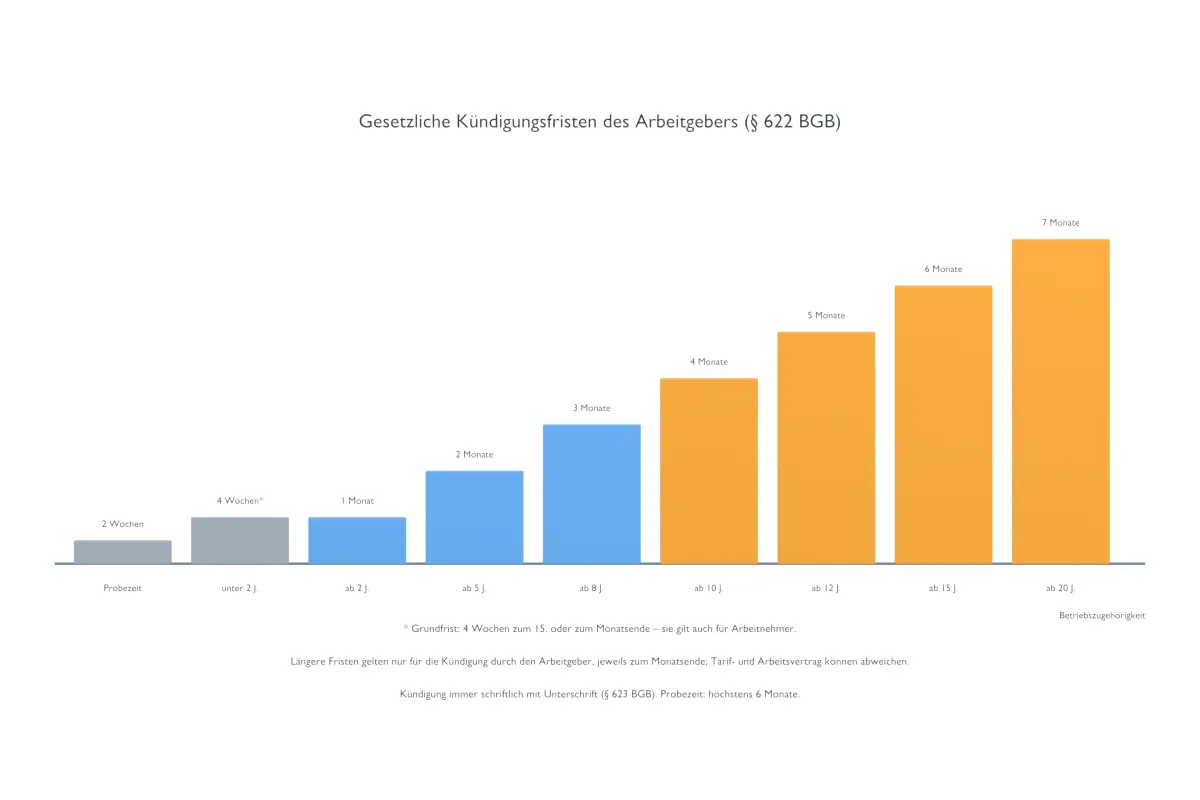 Gesetzliche Kündigungsfristen des Arbeitgebers (§ 622 BGB)
7 Monate
6 Monate
5 Monate
4 Monate
3 Monate
2 Monate
4 Wochen*
1 Monat
2 Wochen
Probezeit
unter 2 J.
ab 2 J.
ab 5 J.
ab 8 J.
ab 10 J.
ab 12 J.
ab 15 J.
ab 20 J.
Betriebszugehörigkeit
* Grundfrist: 4 Wochen zum 15. oder zum Monatsende – sie gilt auch für Arbeitnehmer.
Längere Fristen gelten nur für die Kündigung durch den Arbeitgeber, jeweils zum Monatsende; Tarif- und Arbeitsvertrag können abweichen.
Kündigung immer schriftlich mit Unterschrift (§ 623 BGB). Probezeit: höchstens 6 Monate.